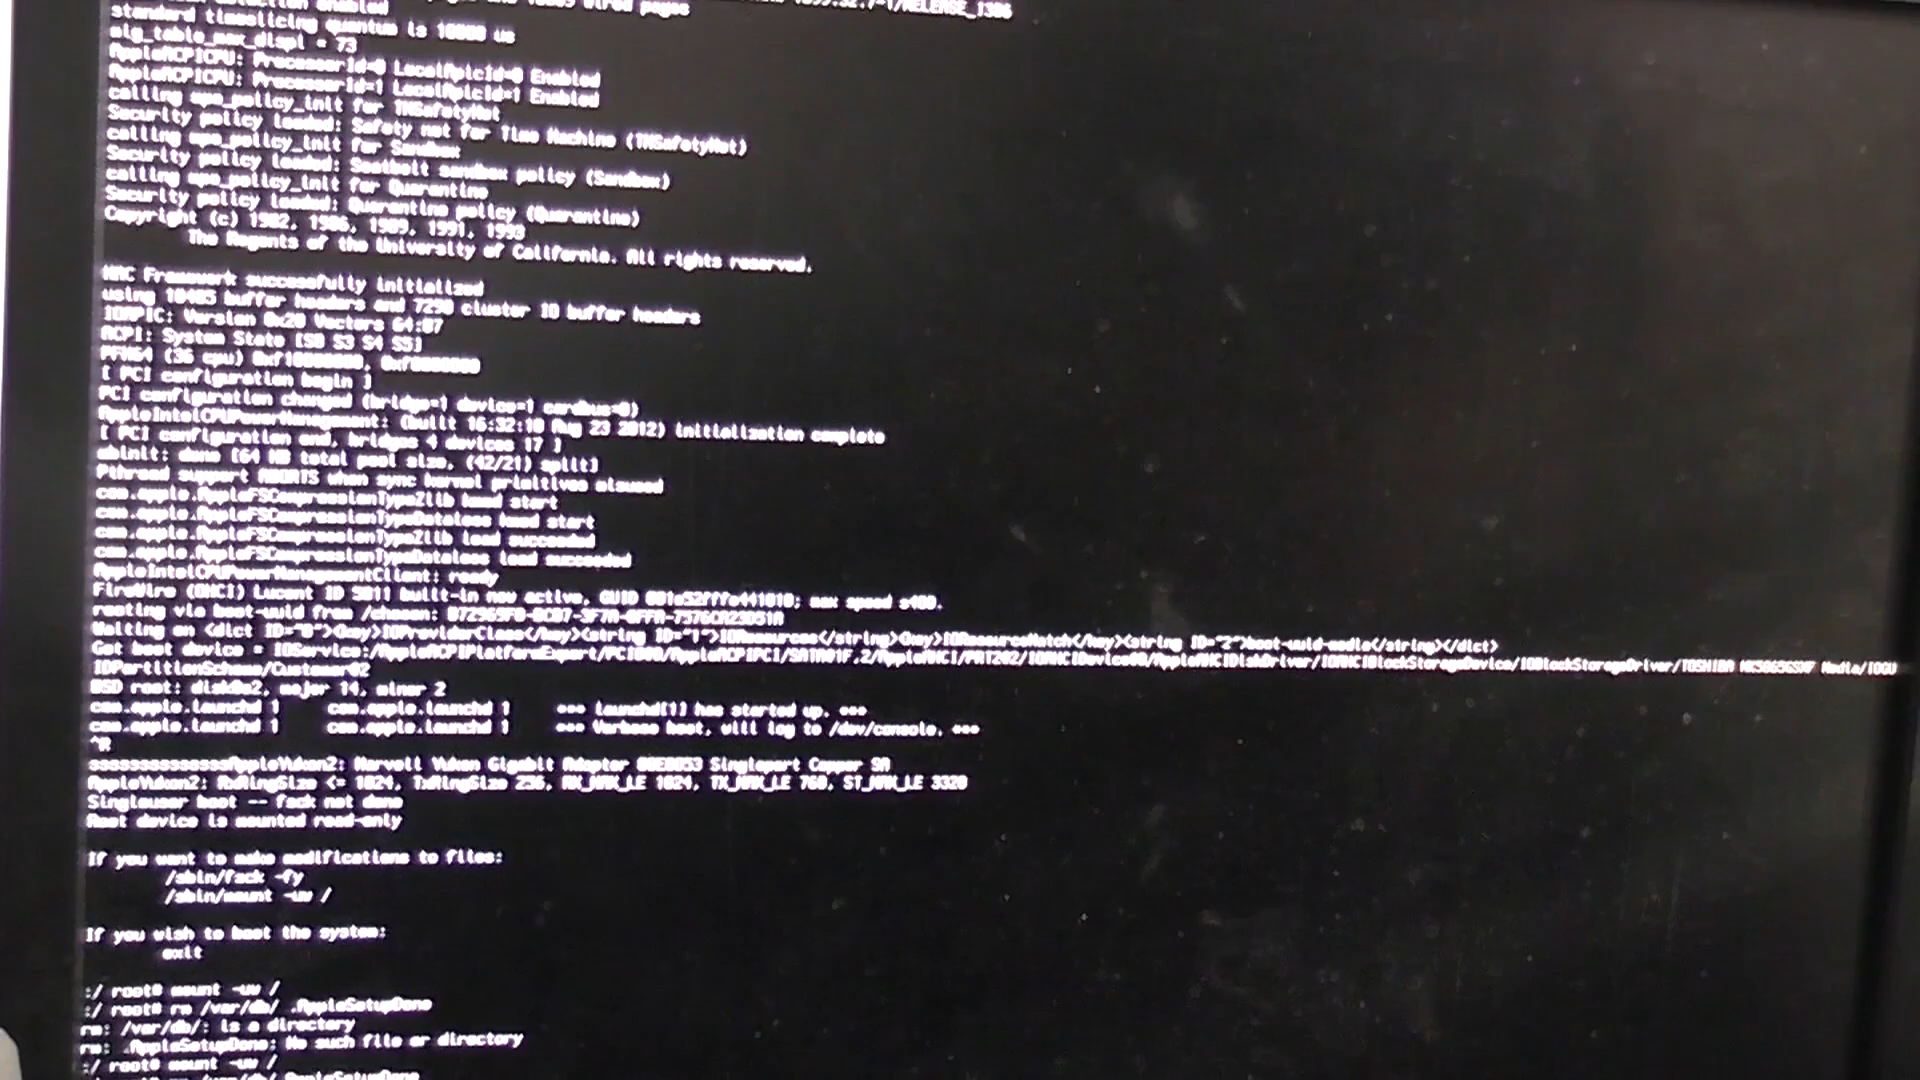 standard timeslicing quantum is 10000 us
mig_table_max_displ = 73
AppleACPICPU: ProcessorId=0 LocalApicId=0 Enabled
AppleACPICPU: ProcessorId=1 LocalApicId=1 Enabled
calling mpo_policy_init for TMSafetyNet
Security policy loaded: Safety net for Time Machine (TMSafetyNet)
calling mpo_policy_init for Sandbox
Security policy loaded: Seatbelt sandbox policy (Sandbox)
calling mpo_policy_init for Quarantine
Security policy loaded: Quarantine policy (Quarantine)
Copyright (c) 1982, 1986, 1989, 1991, 1993
The Regents of the University of California. All rights reserved.
MAC Framework successfully initialized
using 10485 buffer headers and 7290 cluster IO buffer headers
IOAPIC: Version 0x20 Vectors 64:87
ACPI: System State [S0 S3 S4 S5]
PFM64 (36 cpu) 0xf10000000, 0xf0000000
[ PCI configuration begin ]
PCI configuration changed (bridge=1 device=1 cardbus=0)
AppleIntelCPUPowerManagement: (built 16:32:10 Aug 23 2012) initialization complete
[ PCI configuration end, bridges 4 devices 17 ]
mbinit: done [64 MB total pool size, (42/21) split]
Pthread support ABORTS when sync kernel primitives misused
com.apple.AppleFSCompressionTypeZlib kmod start
com.apple.AppleFSCompressionTypeDataless kmod start
com.apple.AppleFSCompressionTypeZlib load succeeded
com.apple.AppleFSCompressionTypeDataless load succeeded
AppleIntelCPUPowerManagementClient: ready
FireWire (OHCI) Lucent ID 5811 built-in now active, GUID 001e52fffe441010; max speed s400.
rooting via boot-uuid from /chosen:
Waiting on <dict ID="0"><key>IOProviderClass</key><string ID="1">IOResources</string><key>IOResourceMatch</key><string ID="2">boot-uuid-media</string></dict>
Got boot device = IOService:/AppleACPIPlatformExpert/PCI0@0/AppleACPIPCI/SATA@1F,2/AppleAHCI/PRT2@2/IOAHCIDevice@0/AppleAHCIDiskDriver/IOAHCIBlockStorageDevice/IOBlockStorageDriver/TOSHIBA Media/IOGU
IOPartitionScheme/Customer@2
BSD root: disk0s2, major 14, minor 2
com.apple.launchd 1 com.apple.launchd 1 *** launchd[1] has started up. ***
com.apple.launchd 1 com.apple.launchd 1 *** Verbose boot, will log to /dev/console. ***
^R
sssssssssssssssAppleYukon2: Marvell Yukon Gigabit Adapter 88E8053 Singleport Copper SA
AppleYukon2: RxRingSize <= 1024, TxRingSize 256, RX_MAX_LE 1024, TX_MAX_LE 768, ST_MAX_LE 3328
Singleuser boot -- fsck not done
Root device is mounted read-only
If you want to make modifications to files:
/sbin/fsck -fy
/sbin/mount -uw /
If you wish to boot the system:
exit
:/ root# mount -uw /
:/ root# rm /var/db/ .AppleSetupDone
rm: /var/db/: is a directory
rm: .AppleSetupDone: No such file or directory
:/ root# mount -uw /